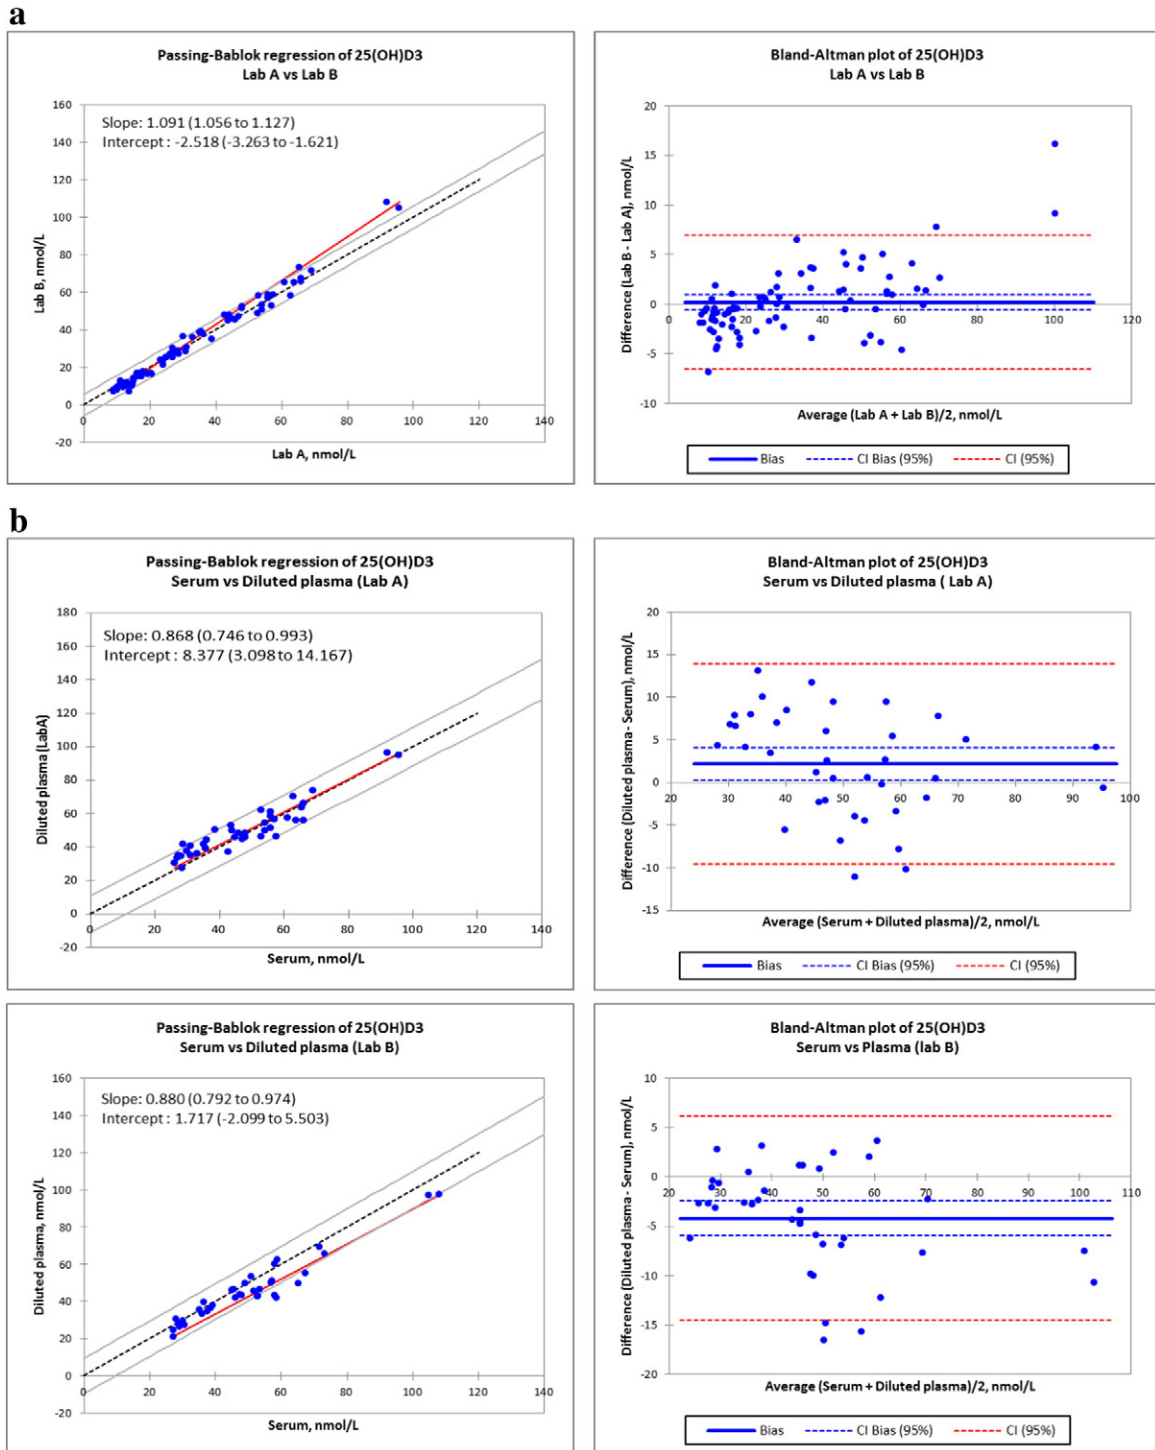 a
Passing-Bablok regression of 25(OH)D3
Lab A vs Lab B
Slope: 1.091 (1.056 to 1.127)
Intercept : -2.518 (-3.263 to -1.621)
160
140
120
100
80
60
40
20
0
-20
0 20 40 60 80 100 120 140
Lab B, nmol/L
Lab A, nmol/L
Bland-Altman plot of 25(OH)D3
Lab A vs Lab B
20
15
10
5
0
-5
-10
0 20 40 60 80 100 120
Difference (Lab B - Lab A), nmol/L
Average (Lab A + Lab B)/2, nmol/L
Bias CI Bias (95%) CI (95%)
b
Passing-Bablok regression of 25(OH)D3
Serum vs Diluted plasma (Lab A)
Slope: 0.868 (0.746 to 0.993)
Intercept : 8.377 (3.098 to 14.167)
180
160
140
120
100
80
60
40
20
0
-20
0 20 40 60 80 100 120 140
Diluted plasma (LabA)
Serum, nmol/L
Bland-Altman plot of 25(OH)D3
Serum vs Diluted plasma ( Lab A)
20
15
10
5
0
-5
-10
-15
20 30 40 50 60 70 80 90 100
Difference (Diluted plasma - Serum), nmol/L
Average (Serum + Diluted plasma)/2, nmol/L
Bias CI Bias (95%) CI (95%)
Passing-Bablok regression of 25(OH)D3
Serum vs Diluted plasma (Lab B)
Slope: 0.880 (0.792 to 0.974)
Intercept : 1.717 (-2.099 to 5.503)
160
140
120
100
80
60
40
20
0
-20
0 20 40 60 80 100 120 140
Diluted plasma, nmol/L
Serum, nmol/L
Bland-Altman plot of 25(OH)D3
Serum vs Plasma (lab B)
10
5
0
-5
-10
-15
-20
20 30 40 50 60 70 80 90 100 110
Difference (Diluted plasma - Serum), nmol/L
Average (Serum + Diluted plasma)/2, nmol/L
Bias CI Bias (95%) CI (95%)